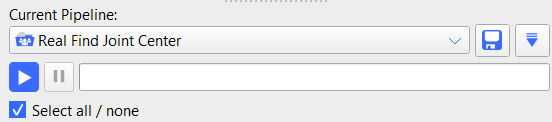 Current Pipeline:
Real Find Joint Center
Select all / none